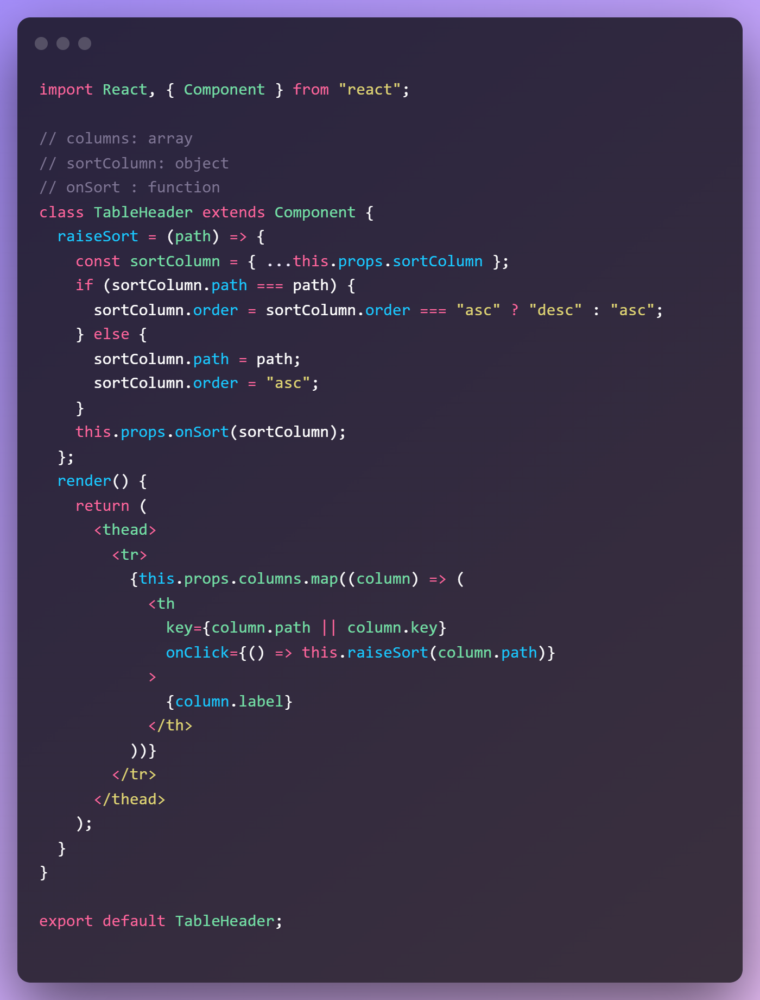 import React, { Component } from "react";

// columns: array
// sortColumn: object
// onSort : function
class TableHeader extends Component {
  raiseSort = (path) => {
    const sortColumn = { ...this.props.sortColumn };
    if (sortColumn.path === path) {
      sortColumn.order = sortColumn.order === "asc" ? "desc" : "asc";
    } else {
      sortColumn.path = path;
      sortColumn.order = "asc";
    }
    this.props.onSort(sortColumn);
  };
  render() {
    return (
      <thead>
        <tr>
          {this.props.columns.map((column) => (
            <th
              key={column.path || column.key}
              onClick={() => this.raiseSort(column.path)}
            >
              {column.label}
            </th>
          ))}
        </tr>
      </thead>
    );
  }
}

export default TableHeader;